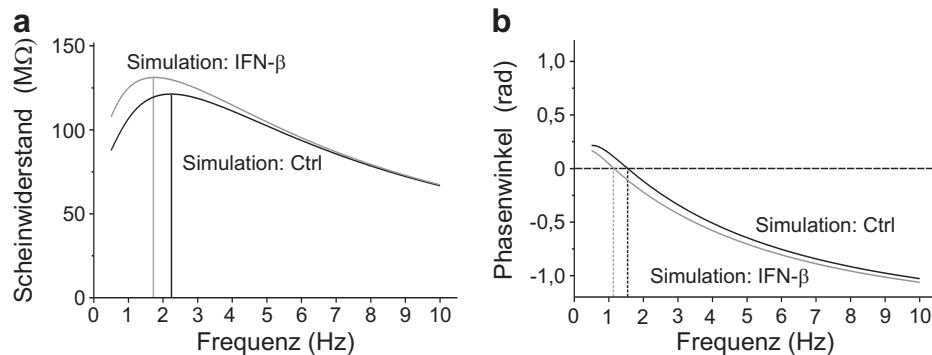 a
Scheinwiderstand (MΩ)
150
100
50
0
Simulation: IFN-β
Simulation: Ctrl
0 1 2 3 4 5 6 7 8 9 10
Frequenz (Hz)
b
Phasenwinkel (rad)
1,0
0,5
0
-0,5
-1,0
Simulation: Ctrl
Simulation: IFN-β
0 1 2 3 4 5 6 7 8 9 10
Frequenz (Hz)